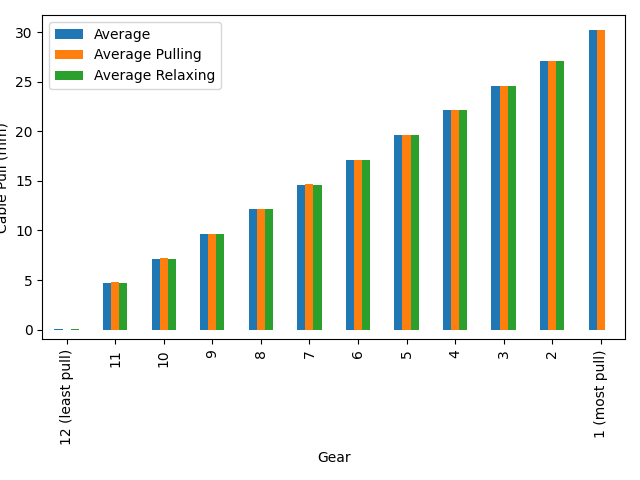 Average
Average Pulling
Average Relaxing
30
25
20
15
10
5
0
Cable Pull (mm)
12 (least pull)
11
10
9
8
7
6
5
4
3
2
1 (most pull)
Gear